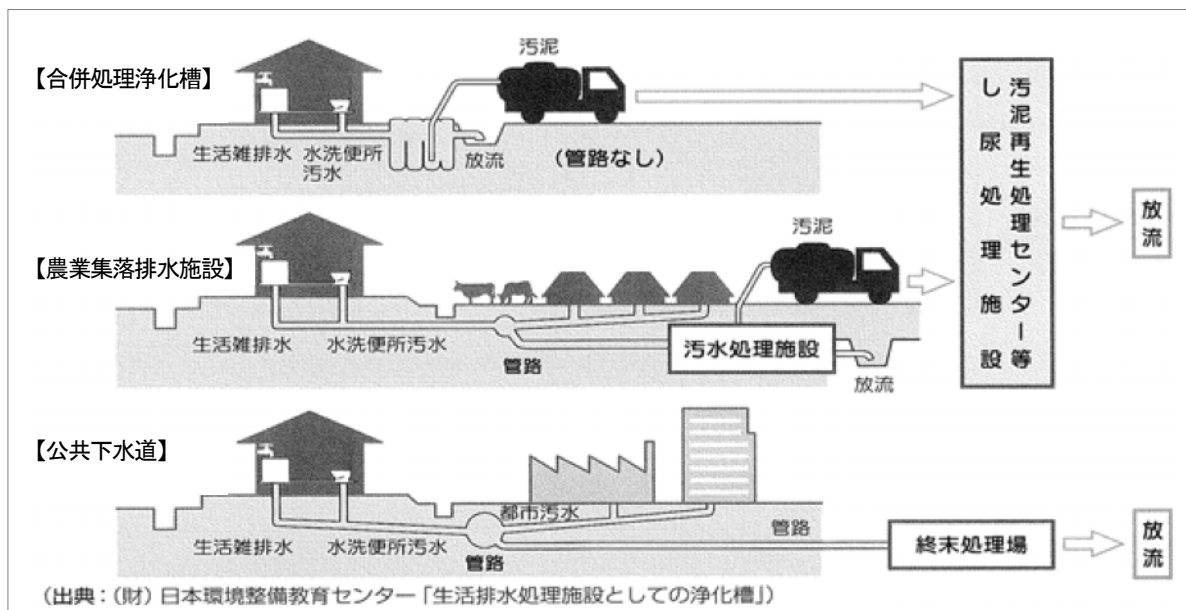 【合併処理浄化槽】
汚泥
生活雑排水
水洗便所
汚水
放流
(管路なし)
【農業集落排水施設】
汚泥
生活雑排水
水洗便所汚水
管路
汚水処理施設
放流
汚泥再生処理センター等
し尿処理施設
放流
【公共下水道】
都市汚水
生活雑排水
水洗便所汚水
管路
管路
終末処理場
放流
(出典:(財)日本環境整備教育センター「生活排水処理施設としての浄化槽」)